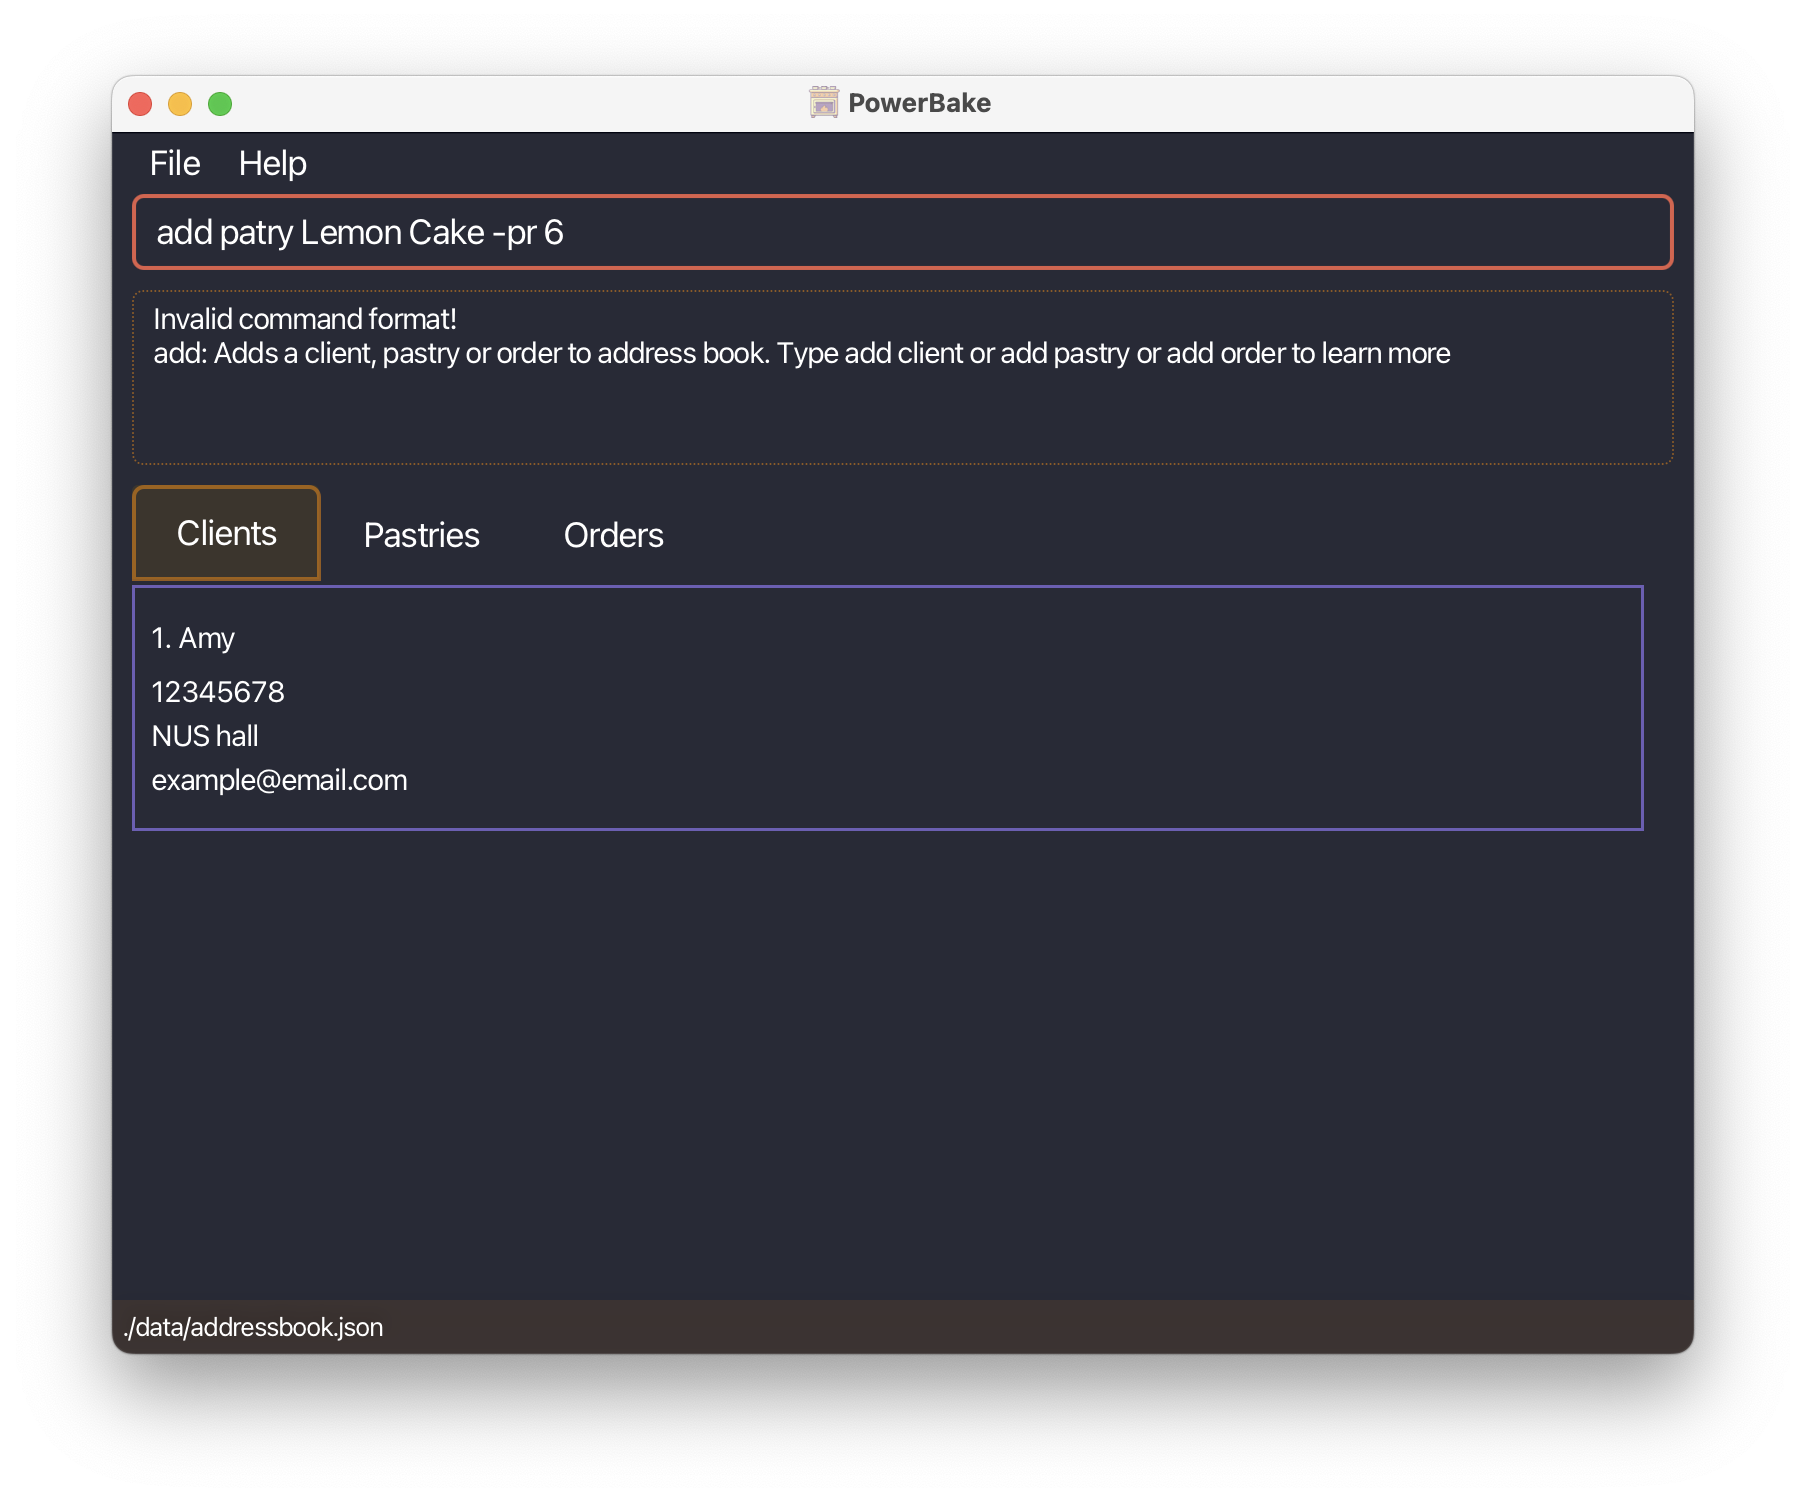 PowerBake
File Help
add patry Lemon Cake -pr 6
Invalid command format!
add: Adds a client, pastry or order to address book. Type add client or add pastry or add order to learn more
Clients Pastries Orders
1. Amy
12345678
NUS hall
example@email.com
./data/addressbook.json